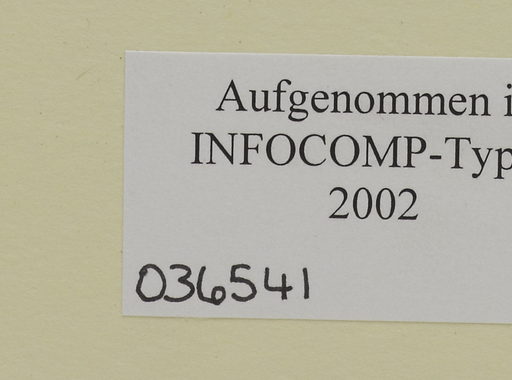 Aufgenommen i
INFOCOMP-Typ
2002
036541